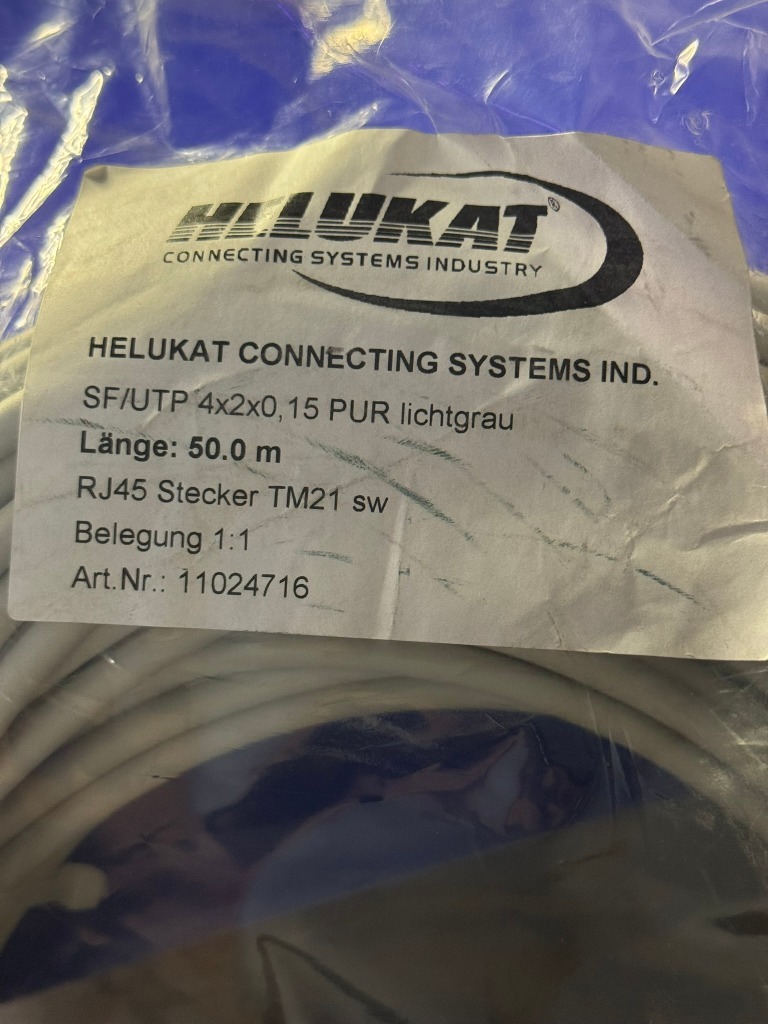 HELUKAT®
CONNECTING SYSTEMS INDUSTRY
HELUKAT CONNECTING SYSTEMS IND.
SF/UTP 4x2x0,15 PUR lichtgrau
Länge: 50.0 m
RJ45 Stecker TM21 sw
Belegung 1:1
Art.Nr.: 11024716